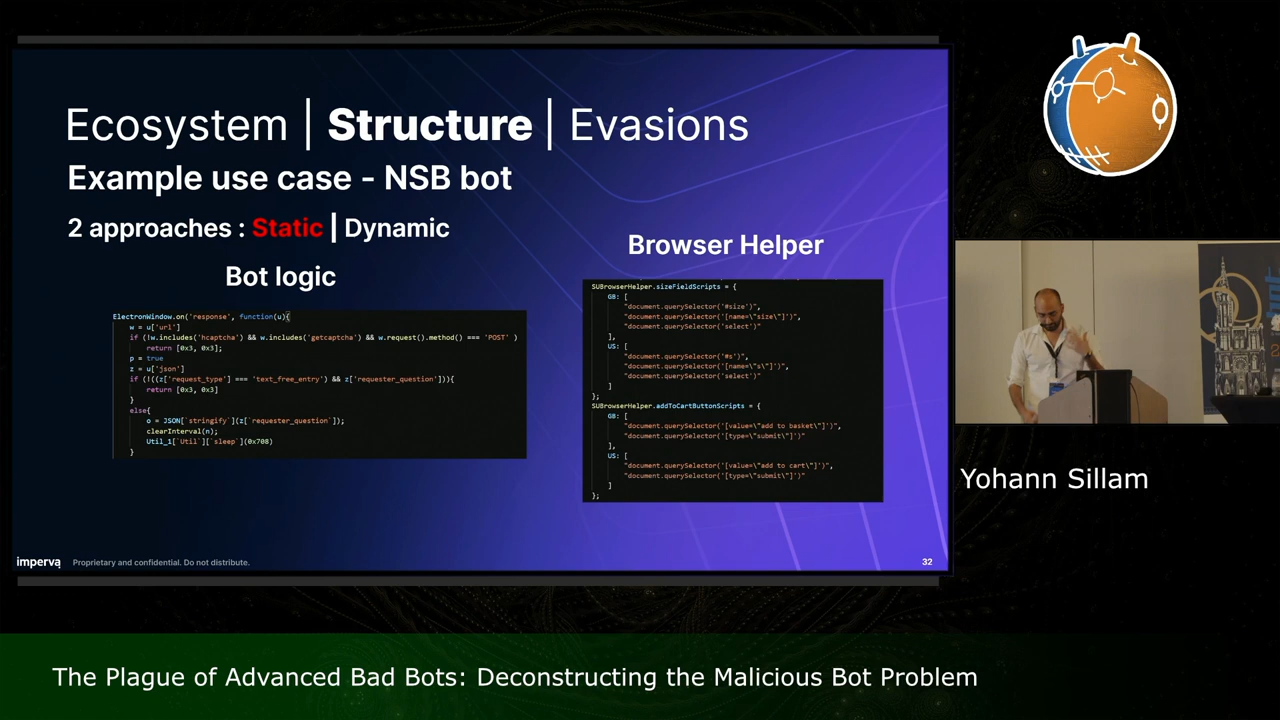 Ecosystem | Structure | Evasions
Example use case - NSB bot
2 approaches : Static | Dynamic
Bot logic
ElectronWindow.on('response', function(u){
w = u['url']
if (!w.includes('hcaptcha') && w.includes('getcaptcha') && w.request().method() === 'POST' )
return [0x3, 0x3];
p = true
z = u['json']
if (!((z['request_type'] === 'text_free_entry') && z['requester_question'])){
return [0x3, 0x3]
}
else{
o = JSON[`stringify`](z['requester_question`]);
clearInterval(n);
Util_1[`Util`][`sleep`](0x708)
}
Browser Helper
SUBrowserHelper.sizeFieldScripts = {
GB: [
"document.querySelector('#size')",
"document.querySelector('[name=\"size\"]')",
"document.querySelector('select')"
],
US: [
"document.querySelector('#s')",
"document.querySelector('[name=\"s\"]')",
"document.querySelector('select')"
]
};
SUBrowserHelper.addToCartButtonScripts = {
GB: [
"document.querySelector('[value=\"add to basket\"]')",
"document.querySelector('[type=\"submit\"]')"
],
US: [
"document.querySelector('[value=\"add to cart\"]')",
"document.querySelector('[type=\"submit\"]')"
]
};
imperva
Proprietary and confidential. Do not distribute.
32
Yohann Sillam
The Plague of Advanced Bad Bots: Deconstructing the Malicious Bot Problem